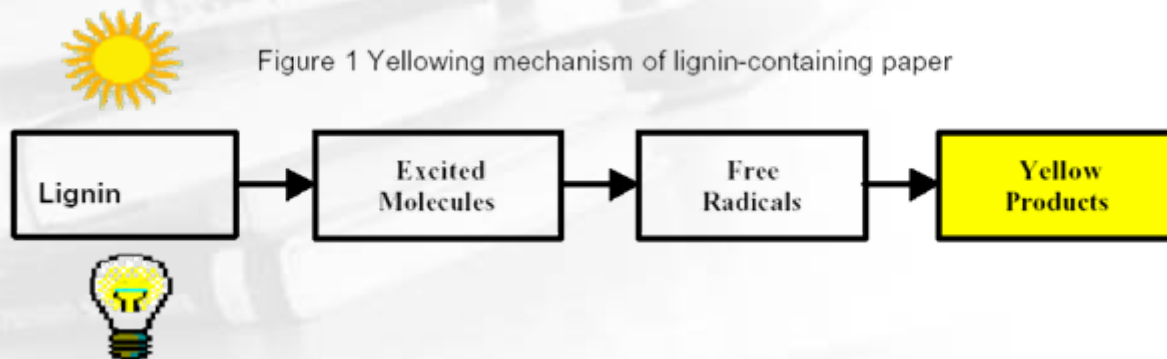 Figure 1 Yellowing mechanism of lignin-containing paper
Lignin
Excited
Molecules
Free
Radicals
Yellow
Products